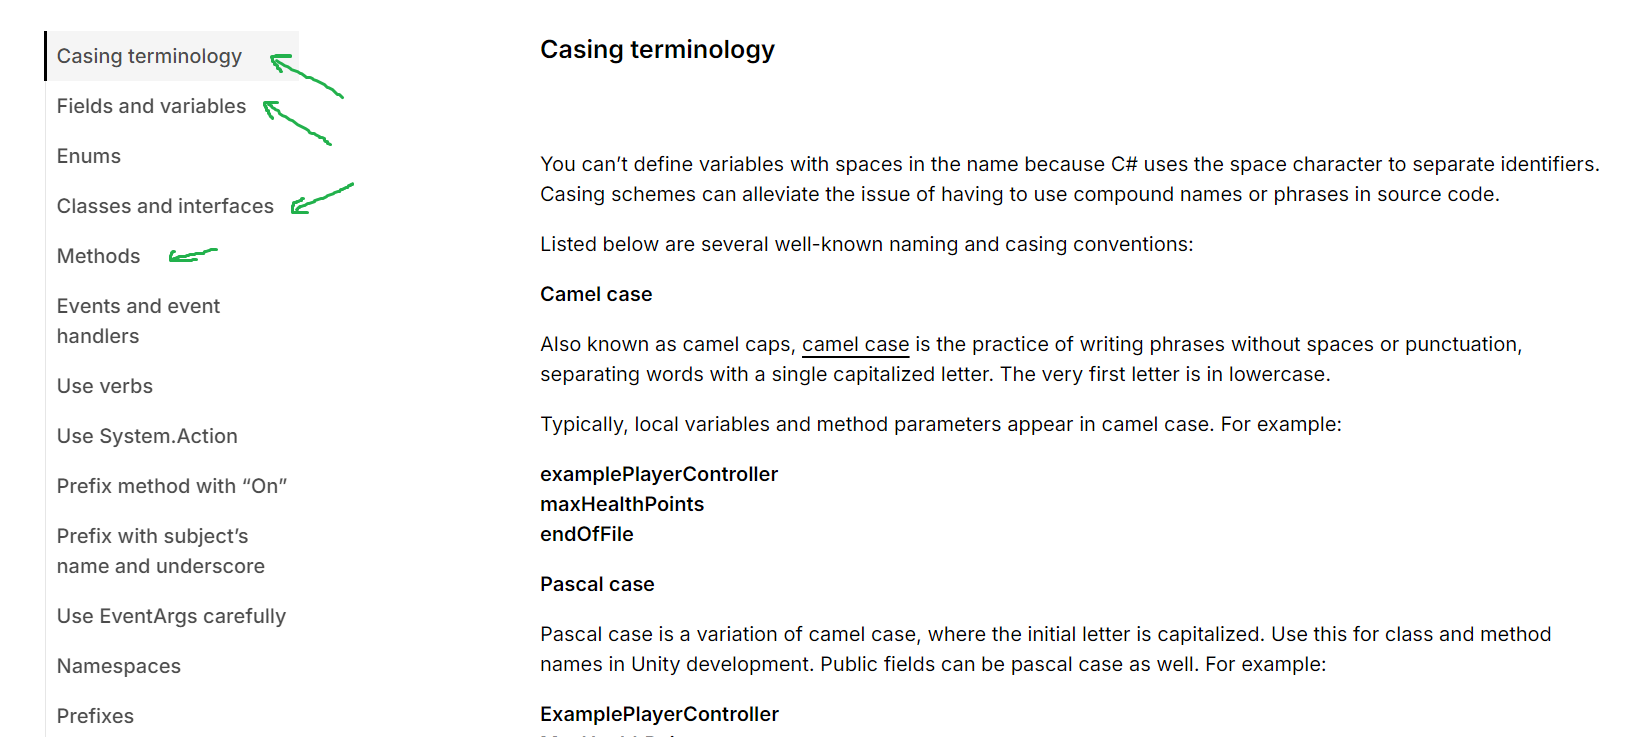 Casing terminology
Fields and variables
Enums
Classes and interfaces
Methods
Events and event
handlers
Use verbs
Use System.Action
Prefix method with “On”
Prefix with subject’s
name and underscore
Use EventArgs carefully
Namespaces
Prefixes
Casing terminology
You can’t define variables with spaces in the name because C# uses the space character to separate identifiers.
Casing schemes can alleviate the issue of having to use compound names or phrases in source code.
Listed below are several well-known naming and casing conventions:
Camel case
Also known as camel caps, camel case is the practice of writing phrases without spaces or punctuation,
separating words with a single capitalized letter. The very first letter is in lowercase.
Typically, local variables and method parameters appear in camel case. For example:
examplePlayerController
maxHealthPoints
endOfFile
Pascal case
Pascal case is a variation of camel case, where the initial letter is capitalized. Use this for class and method
names in Unity development. Public fields can be pascal case as well. For example:
ExamplePlayerController